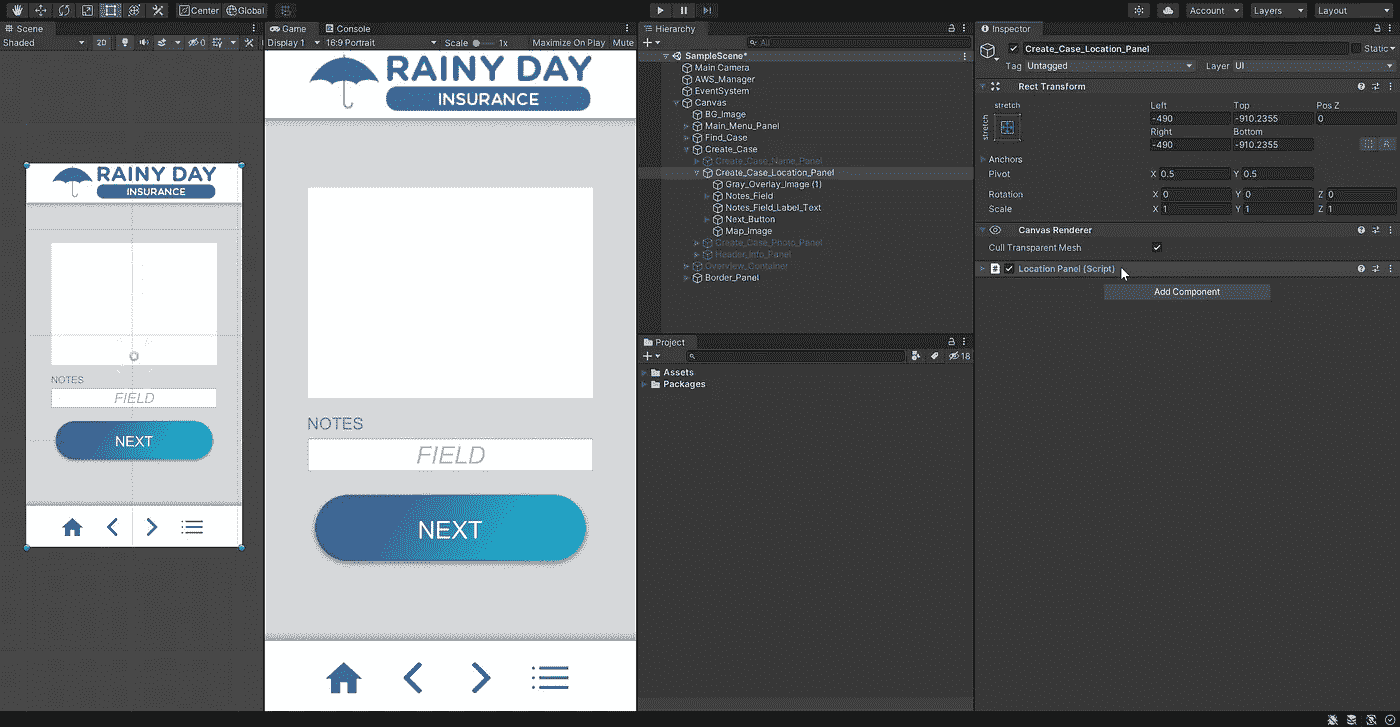 Center Global
Account Layers Layout
Scene
Shaded 2D 0
RAINY DAY
INSURANCE
NOTES
FIELD
NEXT
Game Console
Display 1 16:9 Portrait Scale 1x Maximize On Play Mute
RAINY DAY
INSURANCE
NOTES
FIELD
NEXT
Hierarchy
All
SampleScene*
Main Camera
AWS_Manager
EventSystem
Canvas
BG_Image
Main_Menu_Panel
Find_Case
Create_Case
Create_Case_Name_Panel
Create_Case_Location_Panel
Gray_Overlay_Image (1)
Notes_Field
Notes_Field_Label_Text
Next_Button
Map_Image
Create_Case_Photo_Panel
Header_Info_Panel
Overview_Container
Border_Panel
Project
18
Assets
Packages
Inspector
Create_Case_Location_Panel Static
Tag Untagged Layer UI
Rect Transform
stretch Left Top Pos Z
stretch -490 -910.2355 0
Right Bottom
-490 -910.2355 R
Anchors
Pivot X 0.5 Y 0.5
Rotation X 0 Y 0 Z 0
Scale X 1 Y 1 Z 1
Canvas Renderer
Cull Transparent Mesh
# Location Panel (Script)
Add Component